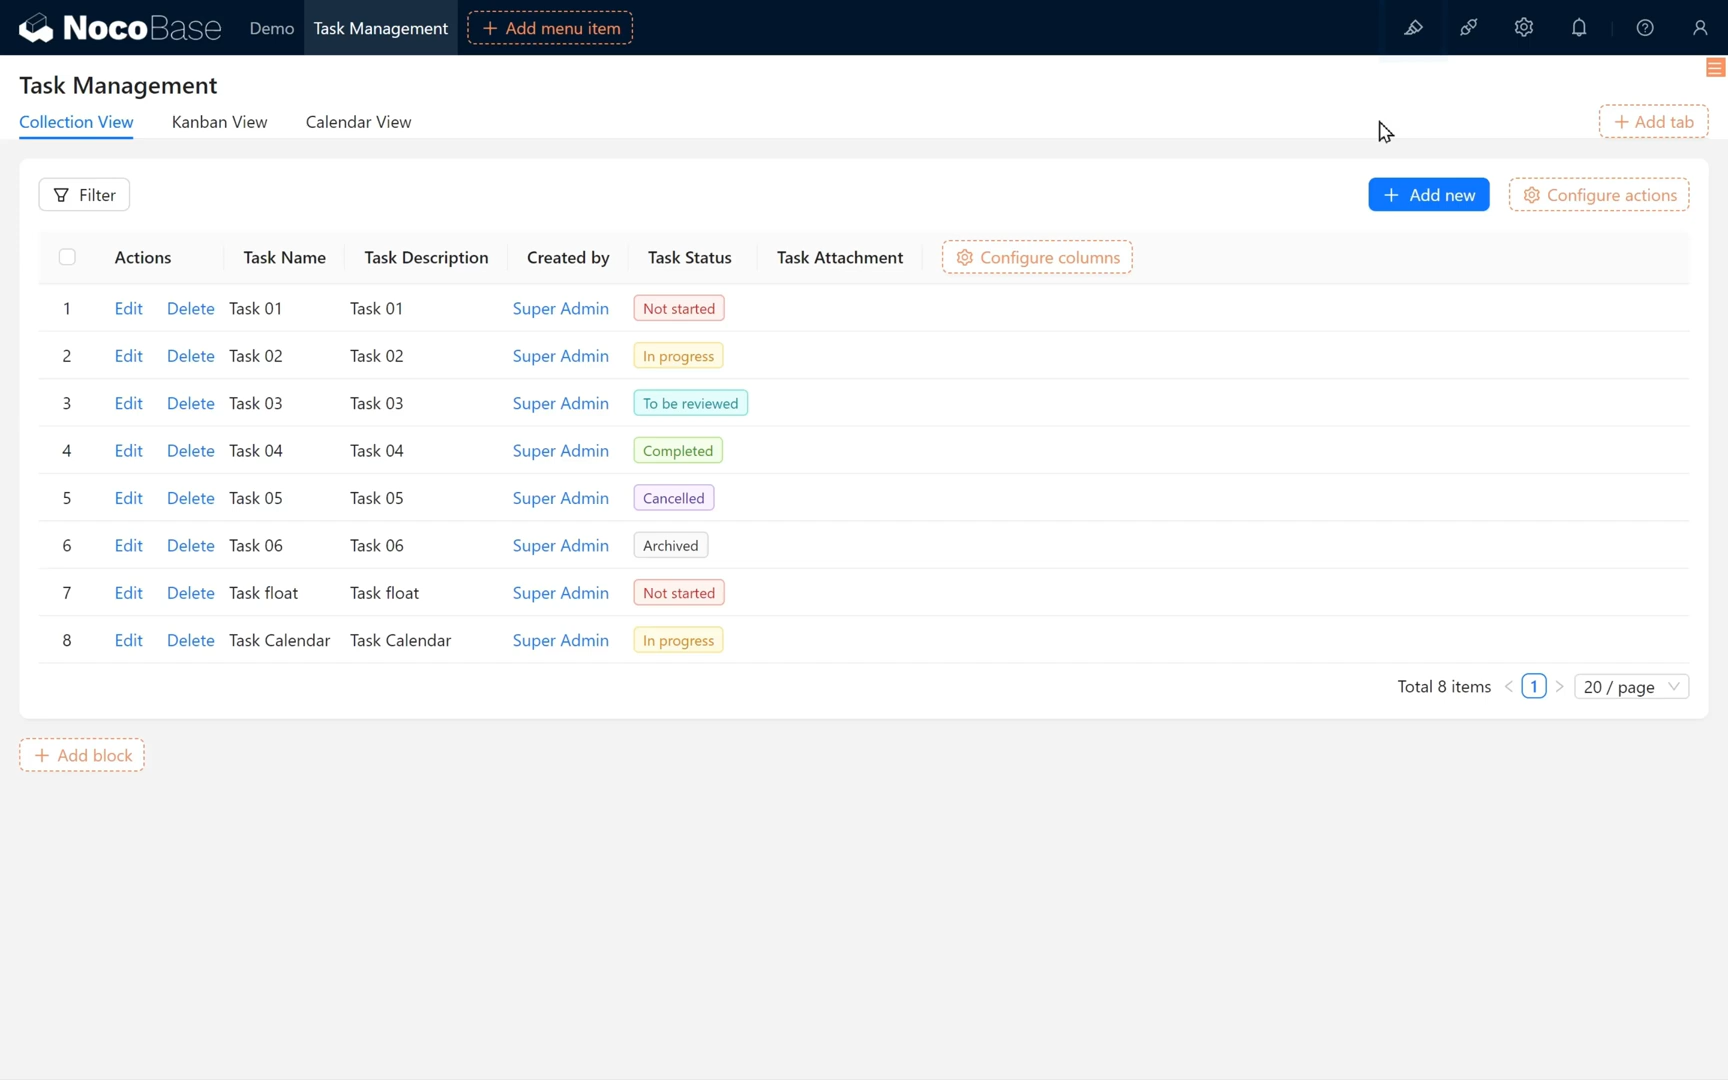 NocoBase Demo Task Management + Add menu item
Task Management
Collection View Kanban View Calendar View + Add tab
Filter + Add new Configure actions
Actions Task Name Task Description Created by Task Status Task Attachment Configure columns
1 Edit Delete Task 01 Task 01 Super Admin Not started
2 Edit Delete Task 02 Task 02 Super Admin In progress
3 Edit Delete Task 03 Task 03 Super Admin To be reviewed
4 Edit Delete Task 04 Task 04 Super Admin Completed
5 Edit Delete Task 05 Task 05 Super Admin Cancelled
6 Edit Delete Task 06 Task 06 Super Admin Archived
7 Edit Delete Task float Task float Super Admin Not started
8 Edit Delete Task Calendar Task Calendar Super Admin In progress
Total 8 items < 1 > 20 / page
+ Add block